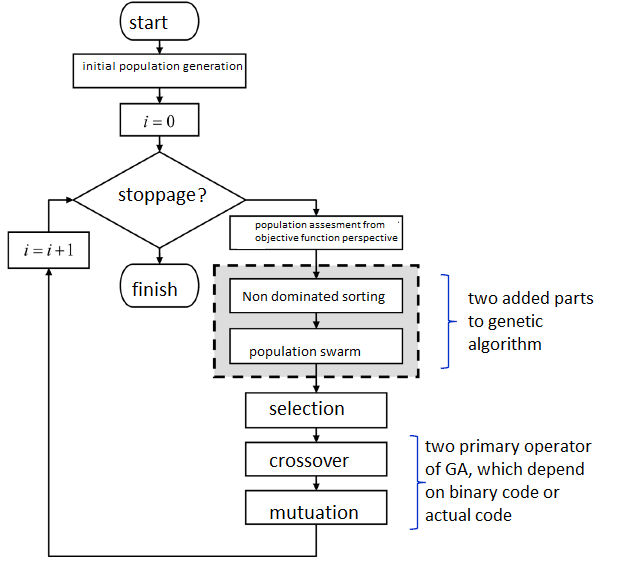 start
initial population generation
i = 0
stoppage?
population assesment from
objective function perspective
i = i+1
finish
Non dominated sorting
population swarm
two added parts
to genetic
algorithm
selection
crossover
mutuation
two primary operator
of GA, which depend
on binary code or
actual code